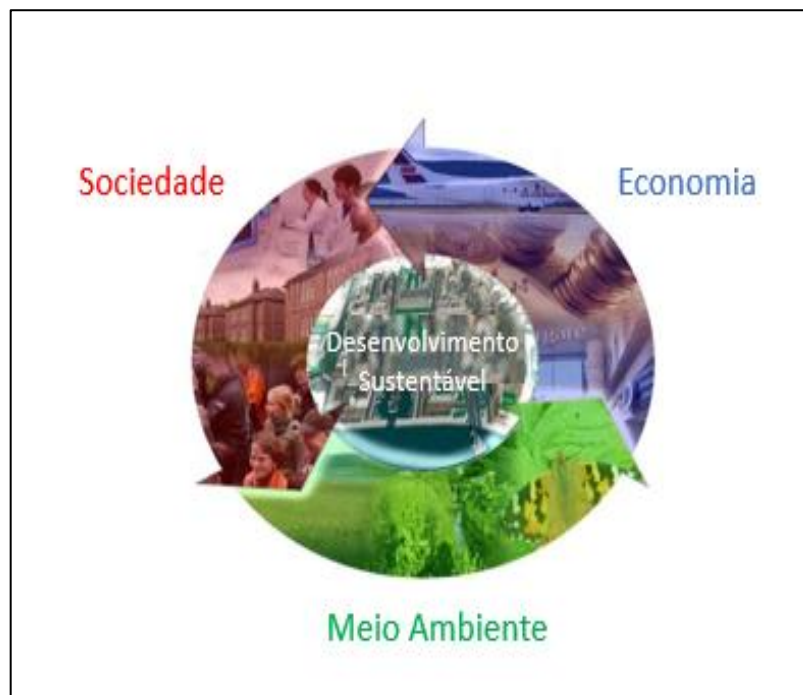 Sociedade
Economia
Desenvolvimento
Sustentável
Meio Ambiente